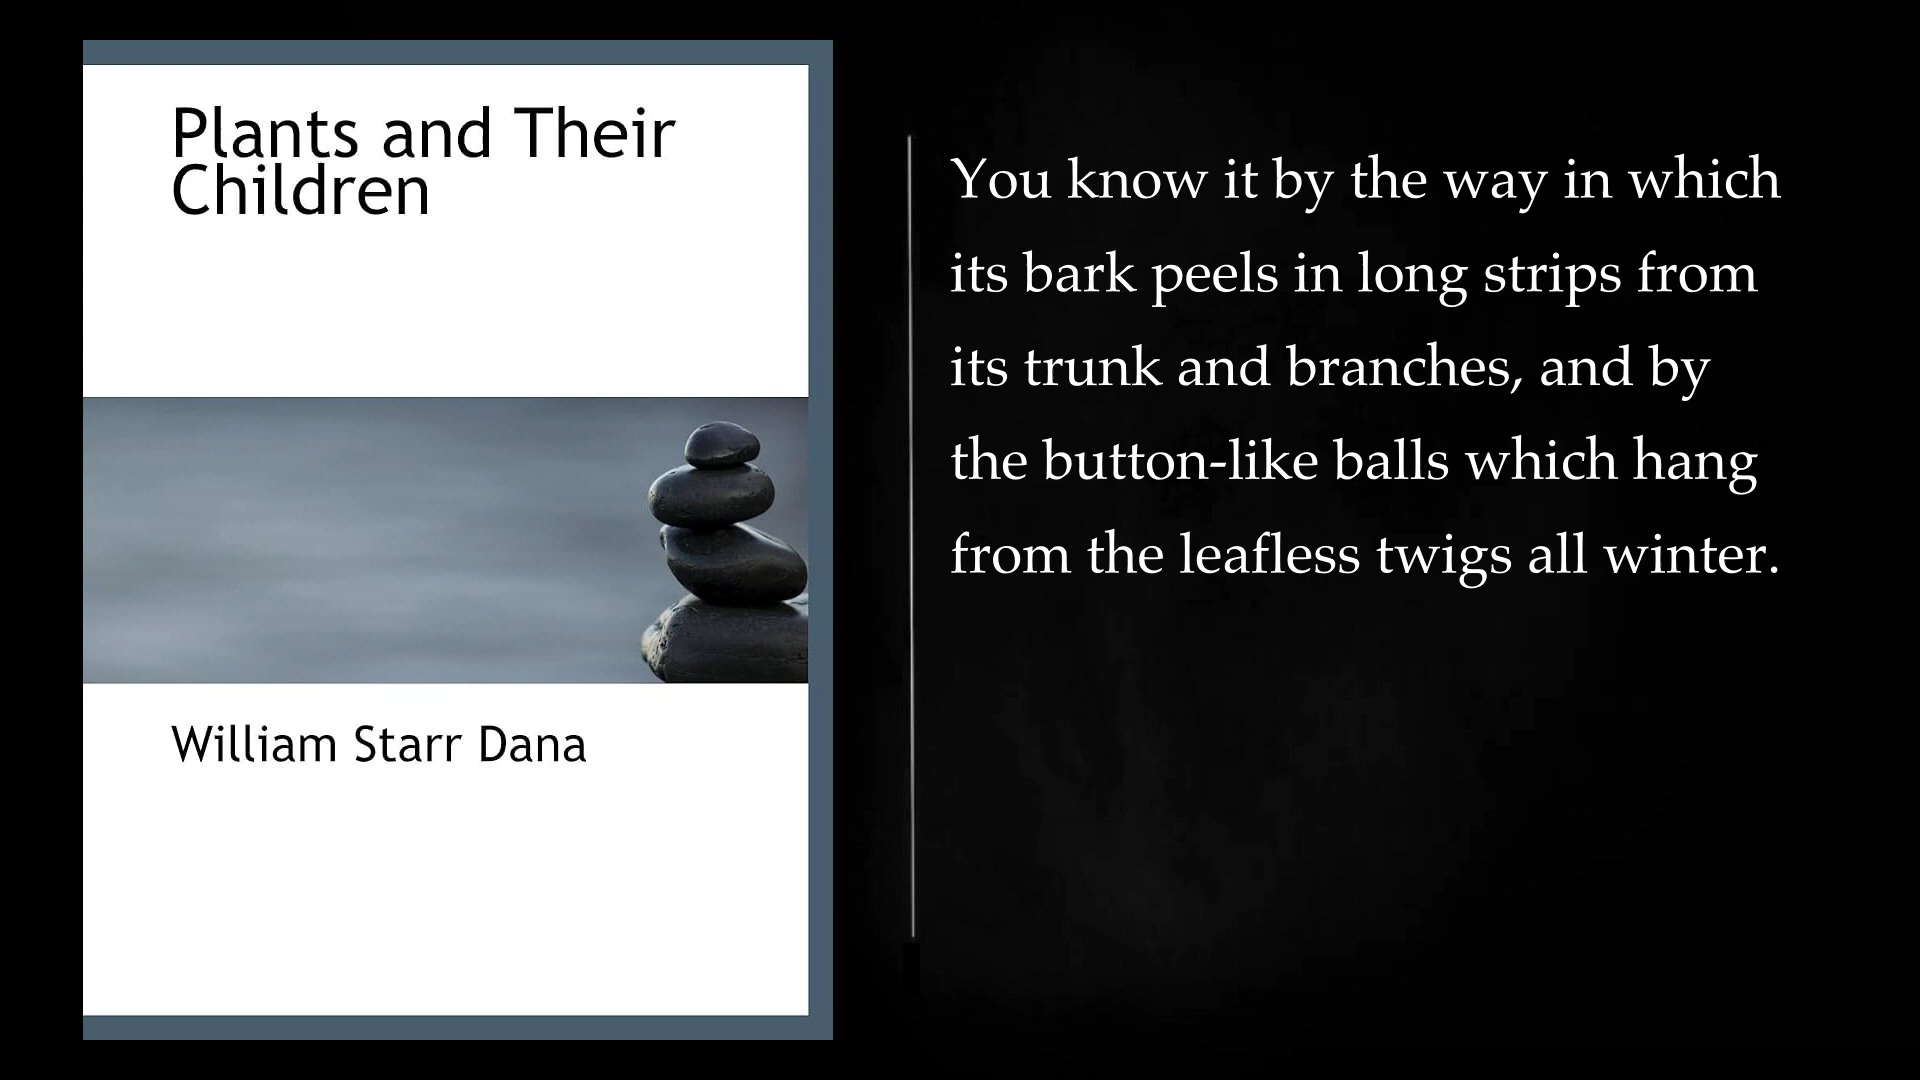 Plants and Their
Children
William Starr Dana
You know it by the way in which
its bark peels in long strips from
its trunk and branches, and by
the button-like balls which hang
from the leafless twigs all winter.